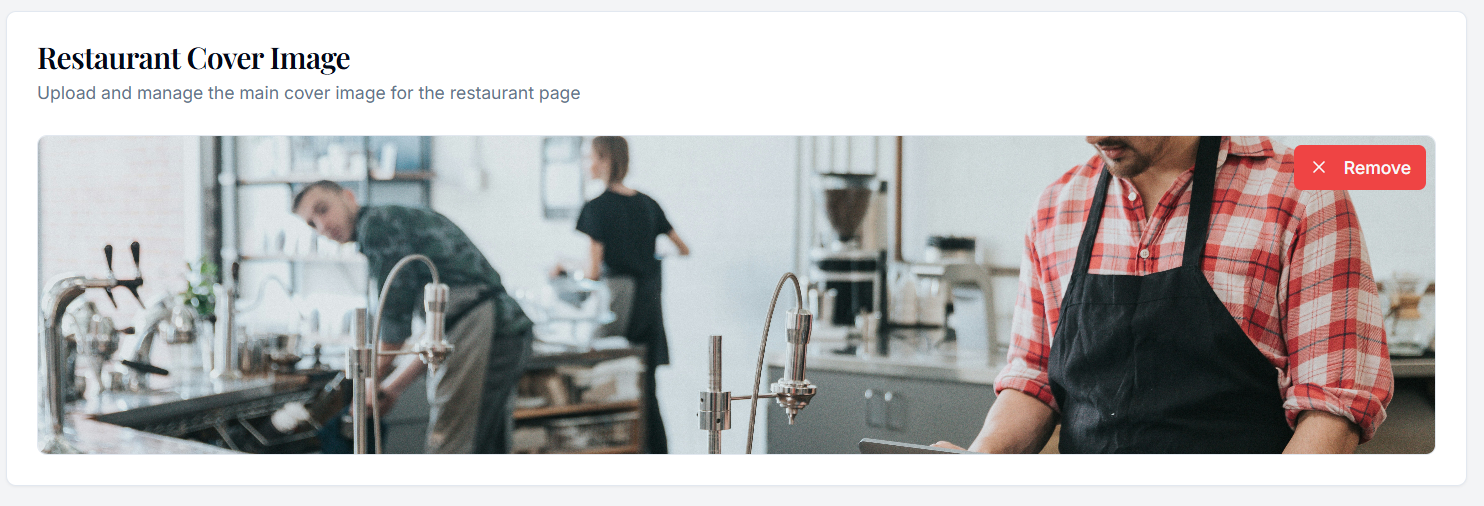 Restaurant Cover Image
Upload and manage the main cover image for the restaurant page
Remove